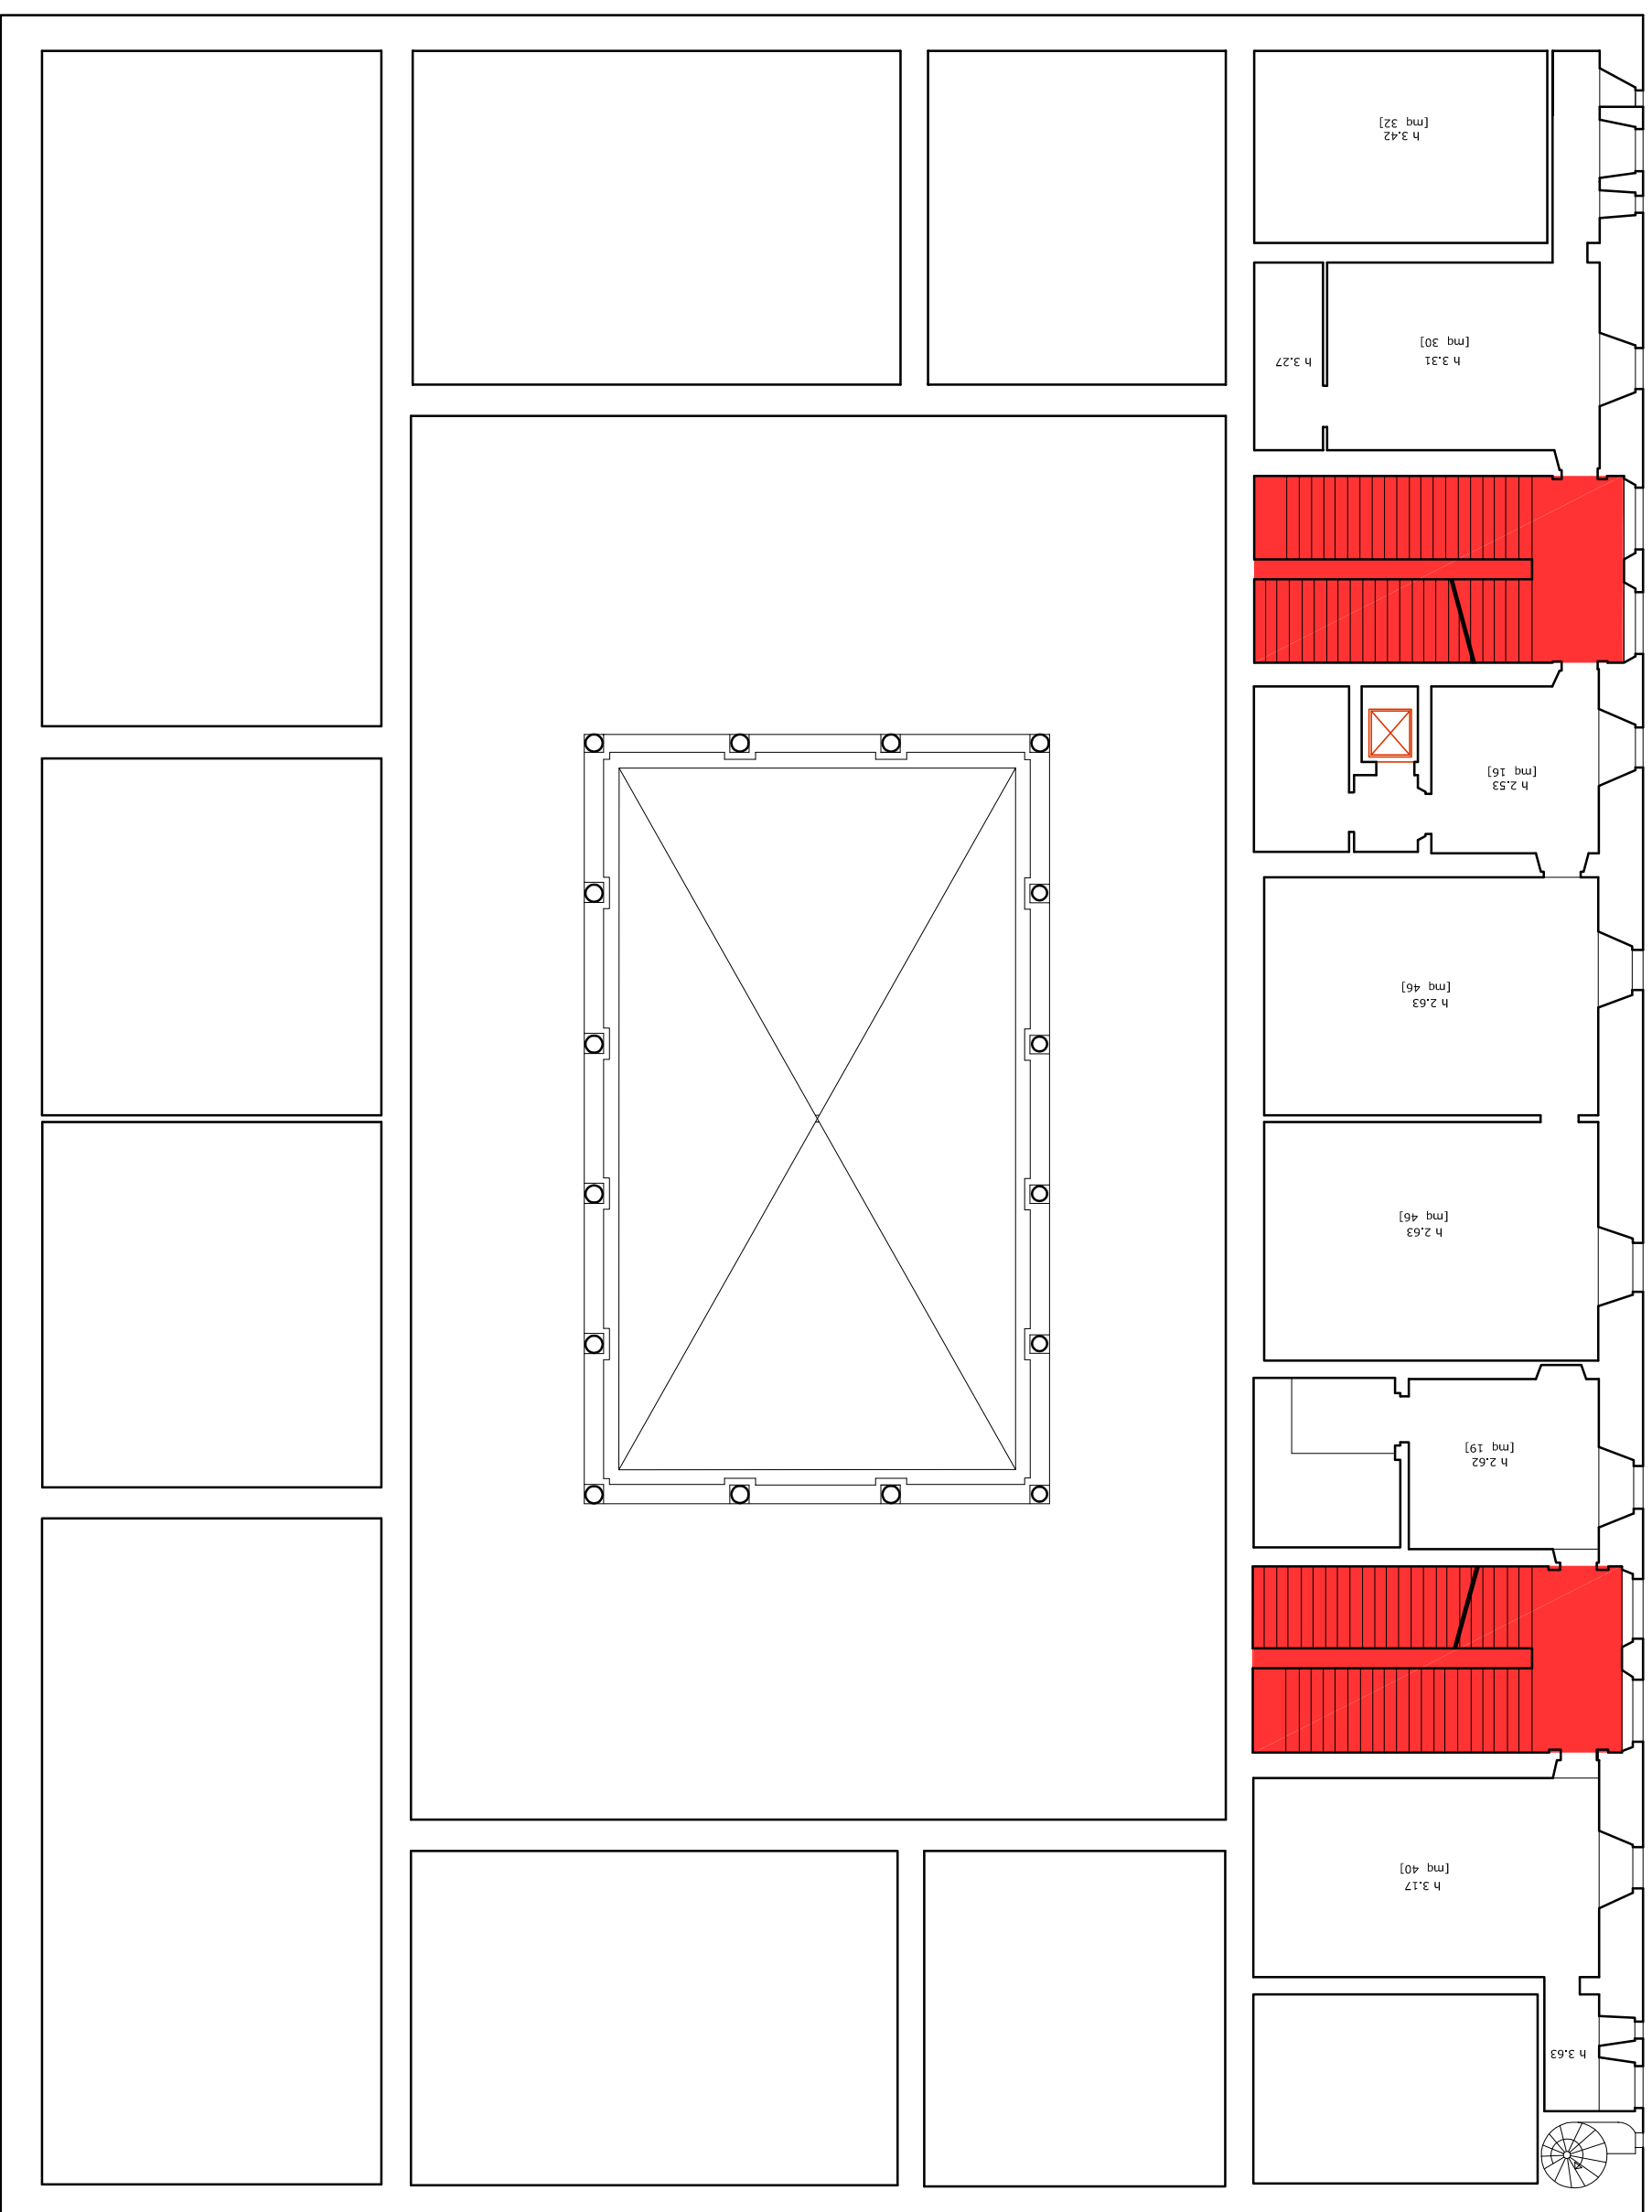 h 3.63
h 3.17
[mq 40]
h 2.62
[mq 19]
h 2.63
[mq 46]
h 2.63
[mq 46]
h 2.53
[mq 16]
h 3.31
[mq 30]
h 3.27
h 3.42
[mq 32]